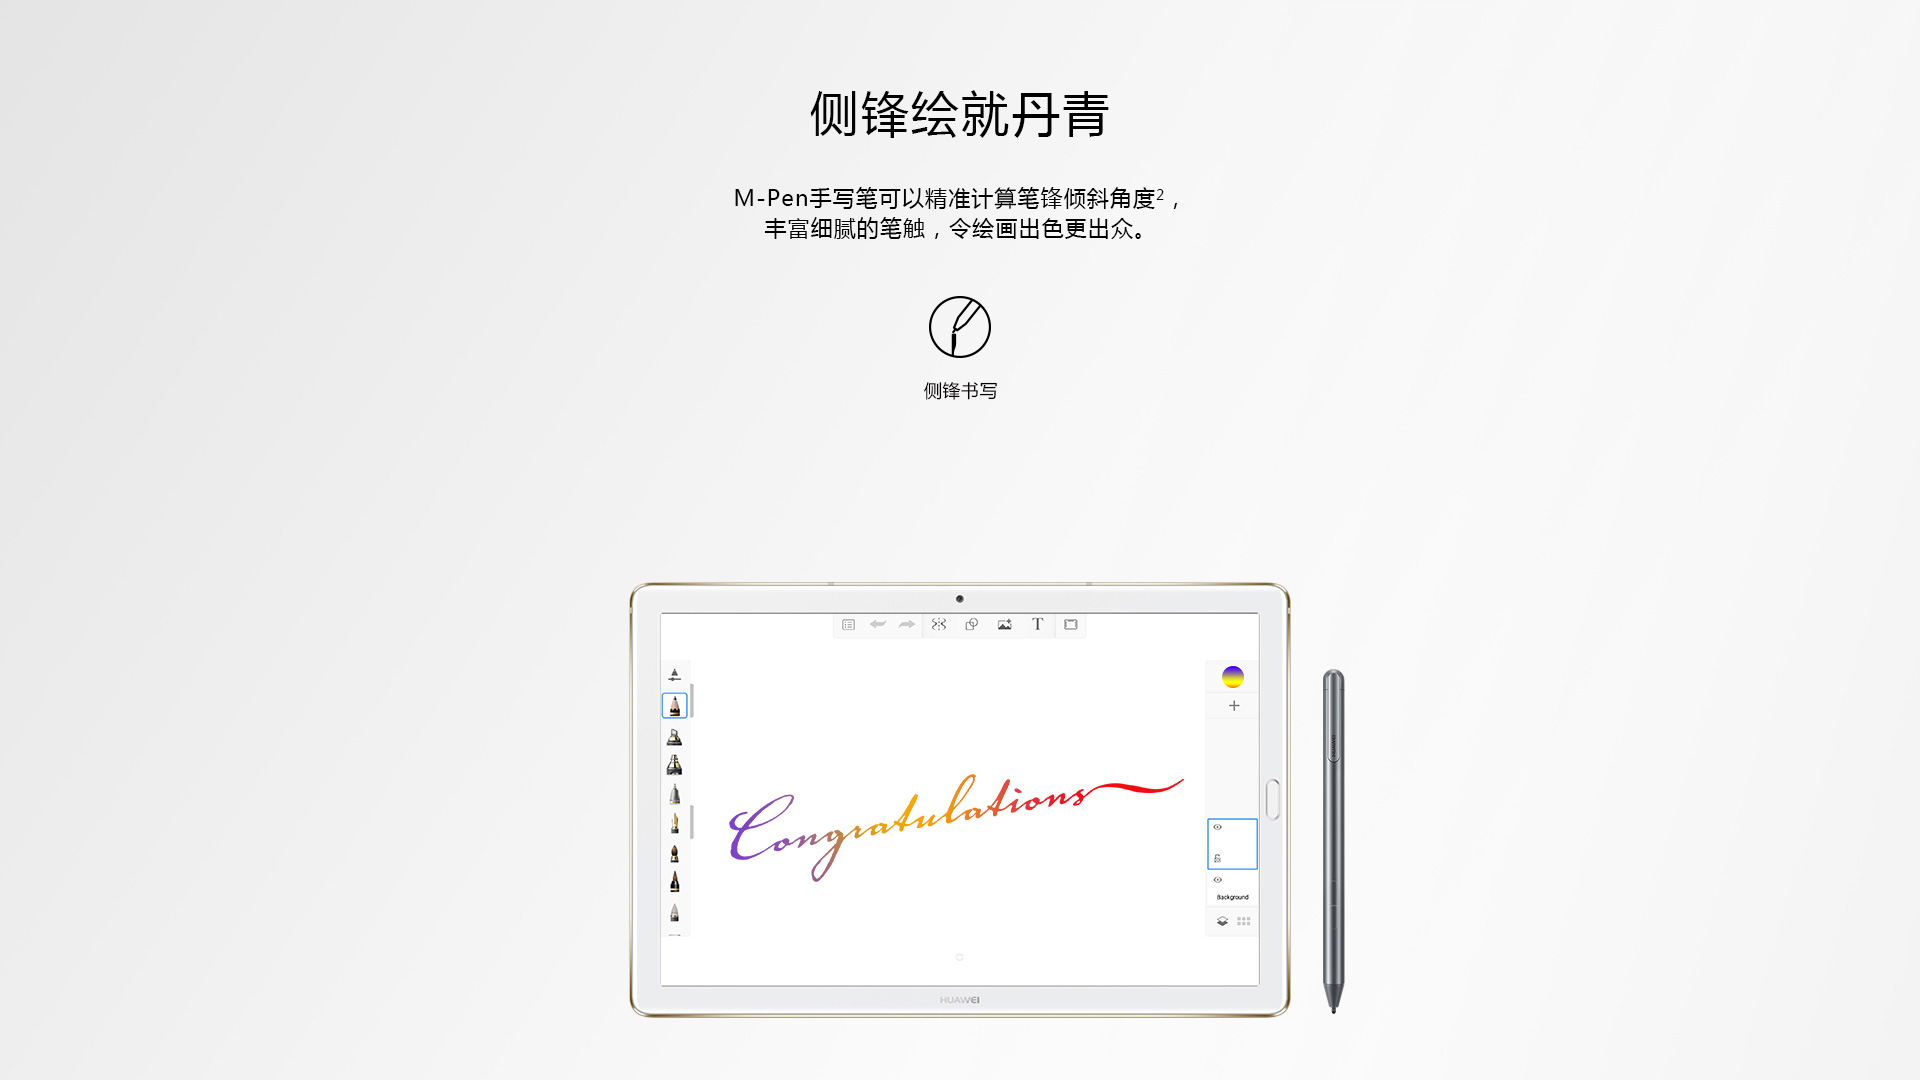 侧锋绘就丹青
M-Pen手写笔可以精准计算笔锋倾斜角度²，
丰富细腻的笔触，令绘画出色更出众。
侧锋书写
T
Congratulations
Background
HUAWEI
HUAWEI